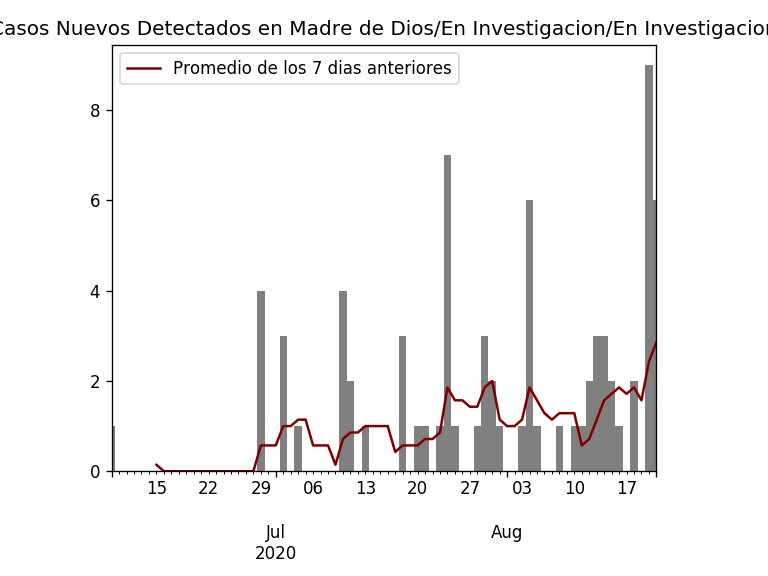 Casos Nuevos Detectados en Madre de Dios/En Investigacion/En Investigacion
Promedio de los 7 dias anteriores
8
6
4
2
0
15 22 29 06 13 20 27 03 10 17
Jul Aug
2020